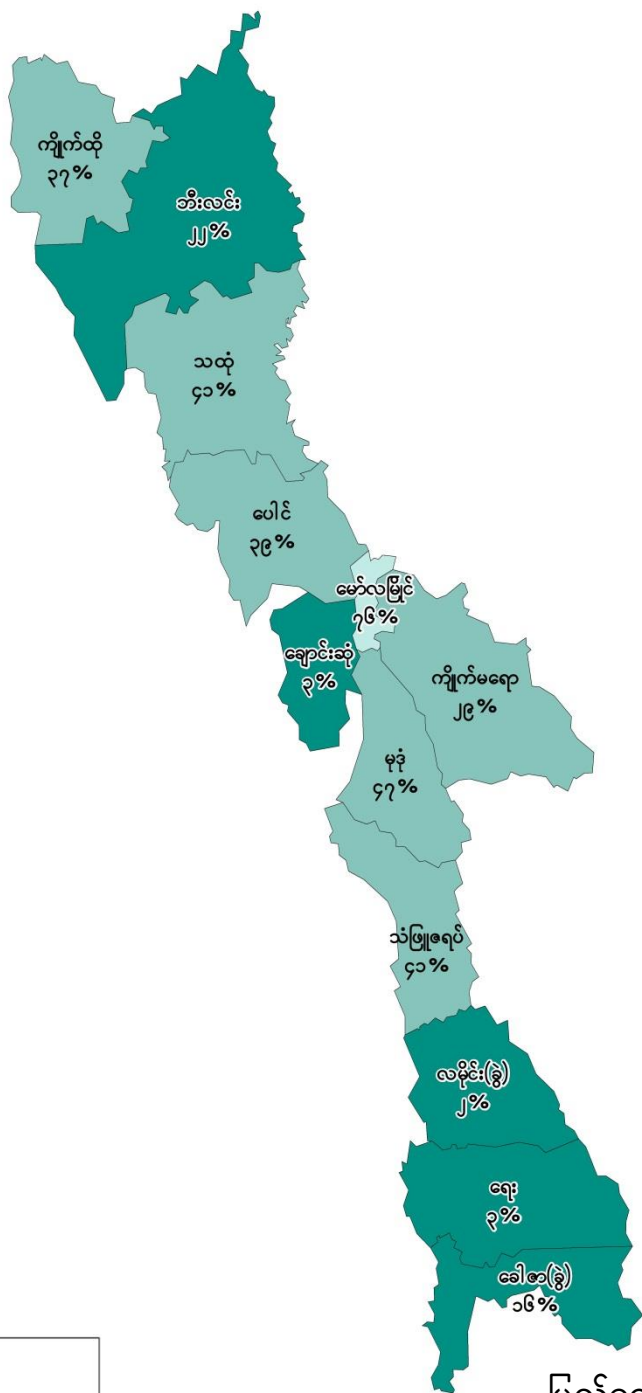 ကျိုက်ထို
၃၇%
ဘီးလင်း
၂၂%
သထုံ
၄၁%
ပေါင်
၃၉%
မော်လမြိုင်
၇၆%
ချောင်းဆုံ
၃%
ကျိုက်မရော
၂၉%
မုဒုံ
၄၇%
သံဖြူဇရပ်
၄၁%
လမိုင်း(ခွဲ)
၂%
ရေး
၃%
ခေါဇာ(ခွဲ)
၁၆%